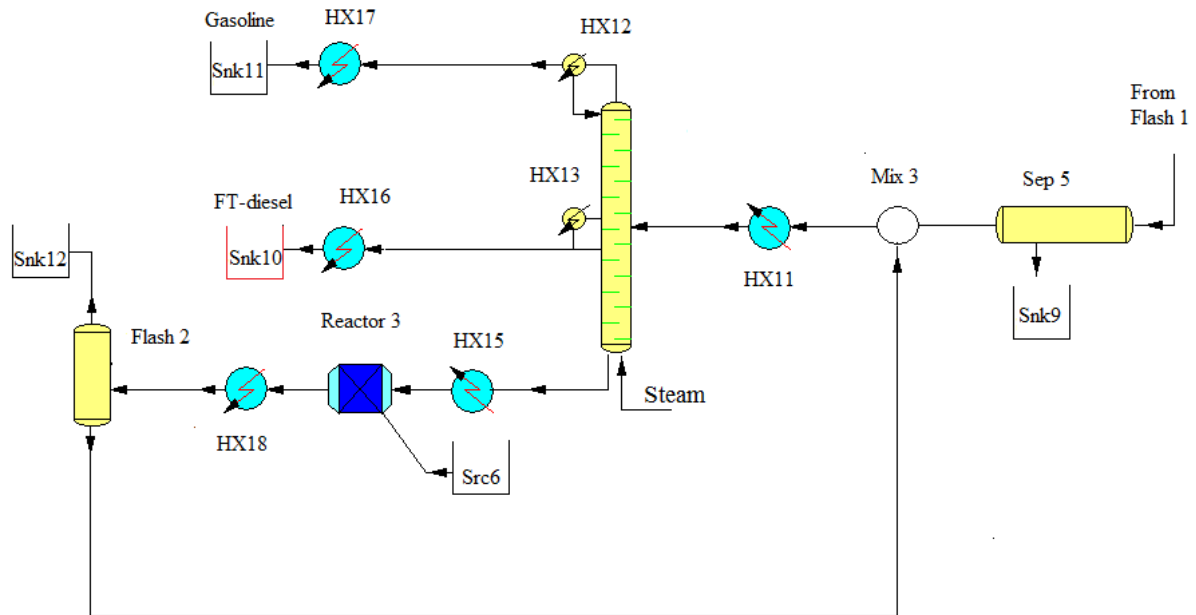 Gasoline
HX17
HX12
Snk11
From
Flash 1
HX13
Mix 3
Sep 5
FT-diesel
HX16
Snk12
Snk10
HX11
Snk9
Flash 2
Reactor 3
HX15
Steam
HX18
Src6